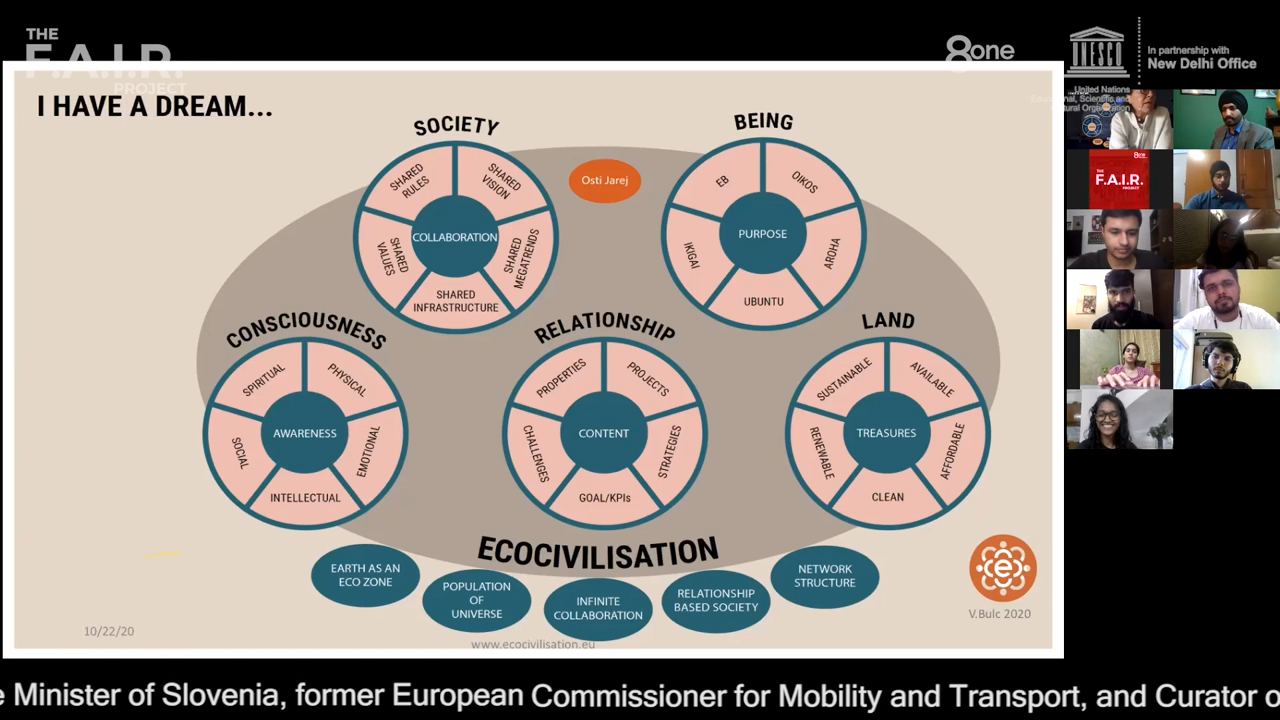 THE
F.A.I.R.
PROJECT
8one
UNESCO
In partnership with
New Delhi Office
United Nations
I HAVE A DREAM...
SOCIETY
SHARED
RULES
SHARED
VISION
SHARED
VALUES
COLLABORATION
SHARED
MEGATRENDS
SHARED
INFRASTRUCTURE
Osti Jarej
BEING
EB
OIKOS
IKIGAI
PURPOSE
AROHA
UBUNTU
CONSCIOUSNESS
SPIRITUAL
PHYSICAL
SOCIAL
AWARENESS
EMOTIONAL
INTELLECTUAL
RELATIONSHIP
PROPERTIES
PROJECTS
CHALLENGES
CONTENT
STRATEGIES
GOAL/KPIs
LAND
SUSTAINABLE
AVAILABLE
RENEWABLE
TREASURES
AFFORDABLE
CLEAN
ECOCIVILISATION
EARTH AS AN
ECO ZONE
POPULATION
OF
UNIVERSE
INFINITE
COLLABORATION
RELATIONSHIP
BASED SOCIETY
NETWORK
STRUCTURE
e
V.Bulc 2020
10/22/20
www.ecocivilisation.eu
8one
THE
F.A.I.R.
PROJECT
e Minister of Slovenia, former European Commissioner for Mobility and Transport, and Curator o